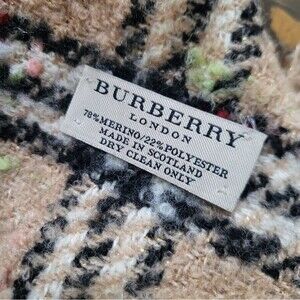 BURBERRY
LONDON
78%MERINO/22%POLYESTER
MADE IN SCOTLAND
DRY CLEAN ONLY